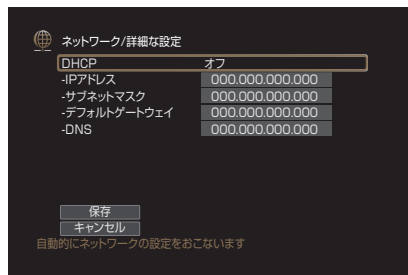 ネットワーク/詳細な設定
DHCP オフ
-IPアドレス 000.000.000.000
-サブネットマスク 000.000.000.000
-デフォルトゲートウェイ 000.000.000.000
-DNS 000.000.000.000
保存
キャンセル
自動的にネットワークの設定をおこないます